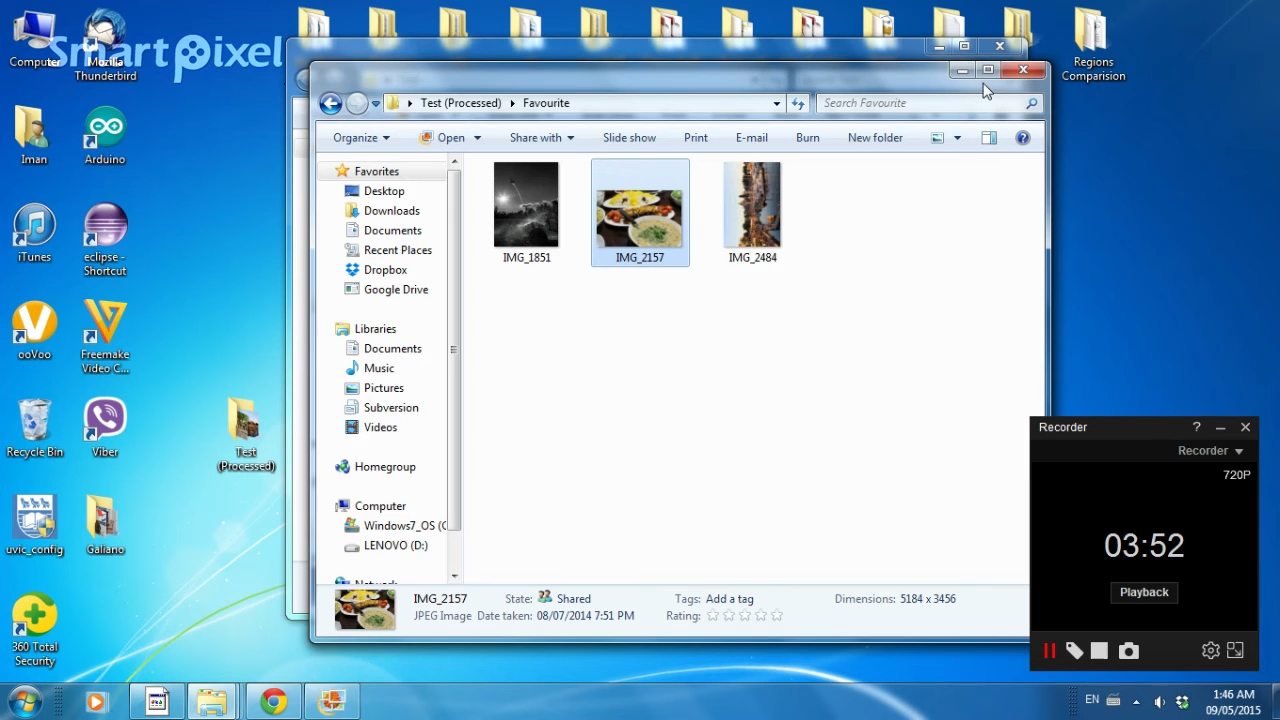 SmartPixel
Computer
Mozilla
Thunderbird
Regions
Comparision
Iman
Arduino
iTunes
eclipse -
Shortcut
ooVoo
Freemake
Video C...
Recycle Bin
Viber
Test
(Processed)
uvic_config
Galiano
360 Total
Security
Test (Processed)
Favourite
Search Favourite
Organize
Open
Share with
Slide show
Print
E-mail
Burn
New folder
Favorites
Desktop
Downloads
Documents
Recent Places
Dropbox
Google Drive
Libraries
Documents
Music
Pictures
Subversion
Videos
Homegroup
Computer
Windows7_OS (C
LENOVO (D:)
Network
IMG_1851
IMG_2157
IMG_2484
IMG_2157
State:
Shared
Tags: Add a tag
Dimensions: 5184 x 3456
JPEG Image
Date taken: 08/07/2014 7:51 PM
Rating:
Recorder
?
Recorder
720P
03:52
Playback
EN
1:46 AM
09/05/2015